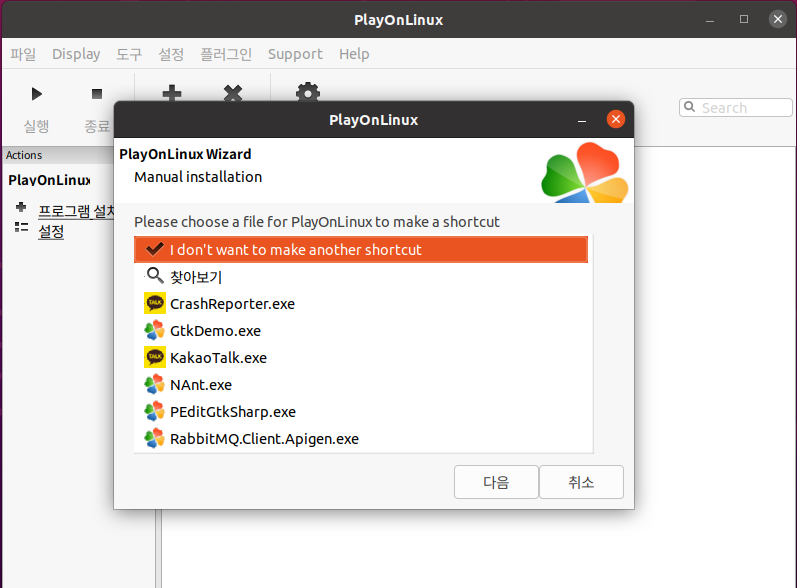 PlayOnLinux
파일 Display 도구 설정 플러그인 Support Help
실행 종료
Search
Actions
PlayOnLinux
프로그램 설치
설정
PlayOnLinux
PlayOnLinux Wizard
Manual installation
Please choose a file for PlayOnLinux to make a shortcut
I don't want to make another shortcut
찾아보기
TALK CrashReporter.exe
GtkDemo.exe
TALK KakaoTalk.exe
NAnt.exe
PEditGtkSharp.exe
RabbitMQ.Client.Apigen.exe
다음 취소